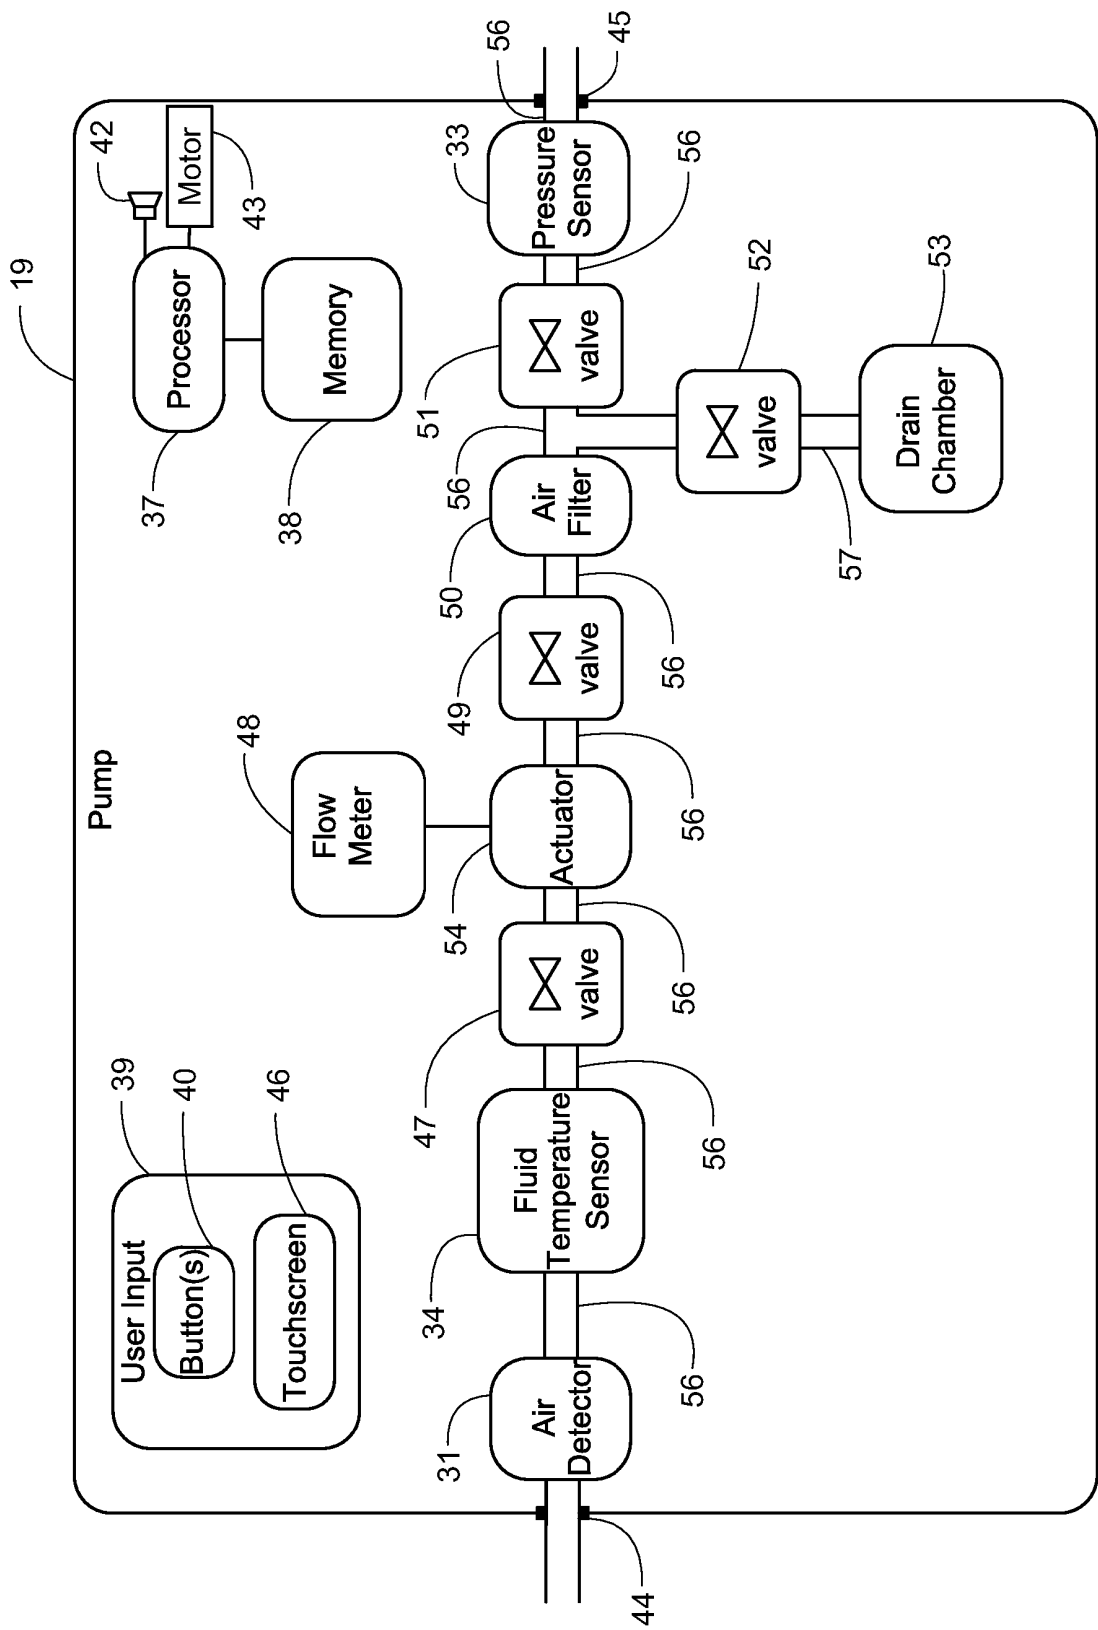 19
Pump
39
User Input
40
Button(s)
46
Touchscreen
48
Flow
Meter
37
Processor
42
Motor
43
38
Memory
44
31
Air
Detector
56
34
Fluid
Temperature
Sensor
56
47
valve
56
54
Actuator
56
49
valve
56
50
Air
Filter
56
51
valve
56
33
Pressure
Sensor
56
45
52
valve
57
53
Drain
Chamber